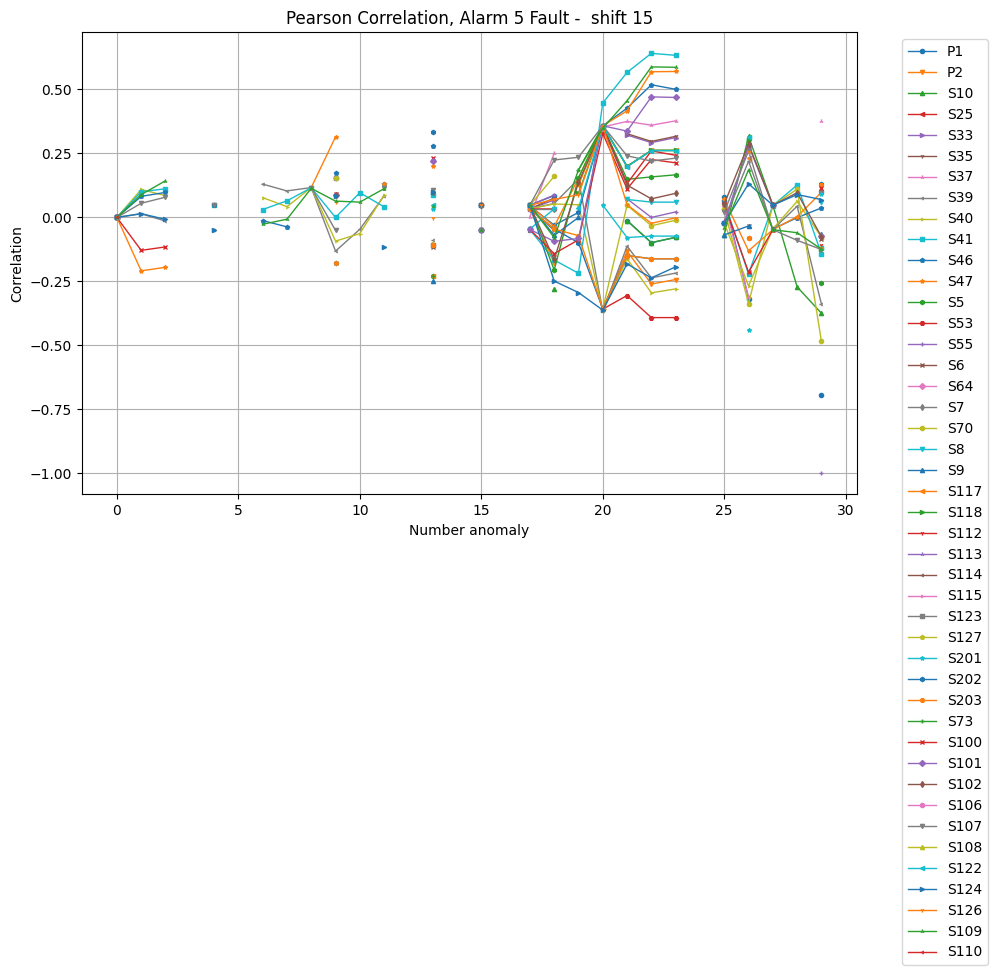 Pearson Correlation, Alarm 5 Fault -  shift 15
0.50
0.25
0.00
−0.25
−0.50
−0.75
−1.00
Correlation
0
5
10
15
20
25
30
Number anomaly
P1
P2
S10
S25
S33
S35
S37
S39
S40
S41
S46
S47
S5
S53
S55
S6
S64
S7
S70
S8
S9
S117
S118
S112
S113
S114
S115
S123
S127
S201
S202
S203
S73
S100
S101
S102
S106
S107
S108
S122
S124
S126
S109
S110